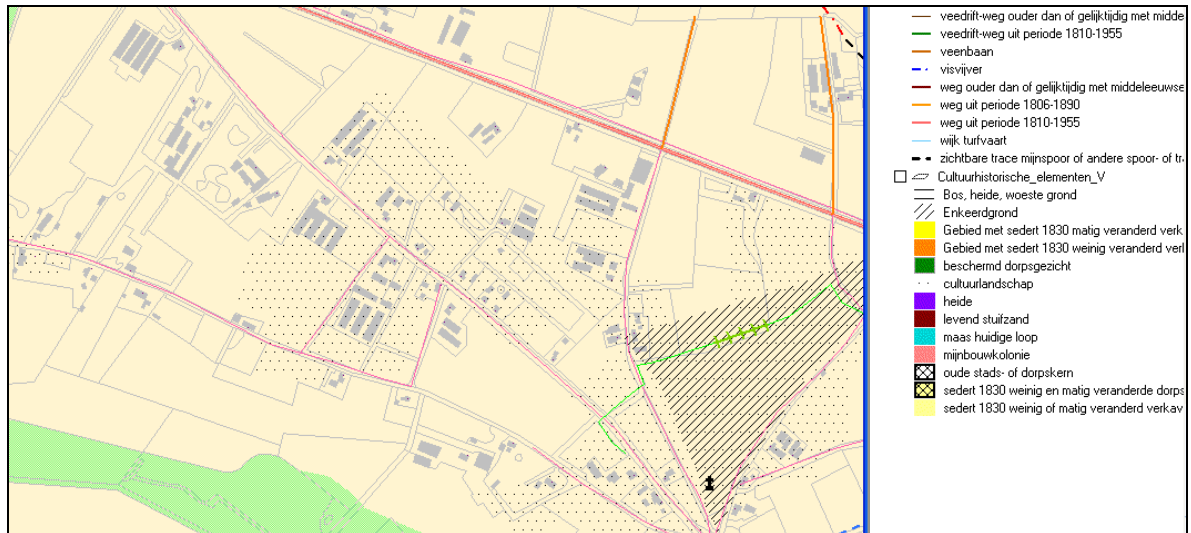 veedrift-weg ouder dan of gelijktijdig met midde
veedrift-weg uit periode 1810-1955
veenbaan
visvijver
weg ouder dan of gelijktijdig met middeleeuwse
weg uit periode 1806-1890
weg uit periode 1810-1955
wijk turfvaart
zichtbare trace mijnspoor of andere spoor- of tr
Cultuurhistorische_elementen_V
Bos, heide, woeste grond
Enkeerdgrond
Gebied met sedert 1830 matig veranderd verk
Gebied met sedert 1830 weinig veranderd verl
beschermd dorpsgezicht
cultuurlandschap
heide
levend stuifzand
maas huidige loop
mijnbouwkolonie
oude stads- of dorpskern
sedert 1830 weinig en matig veranderde dorps
sedert 1830 weinig of matig veranderd verkav